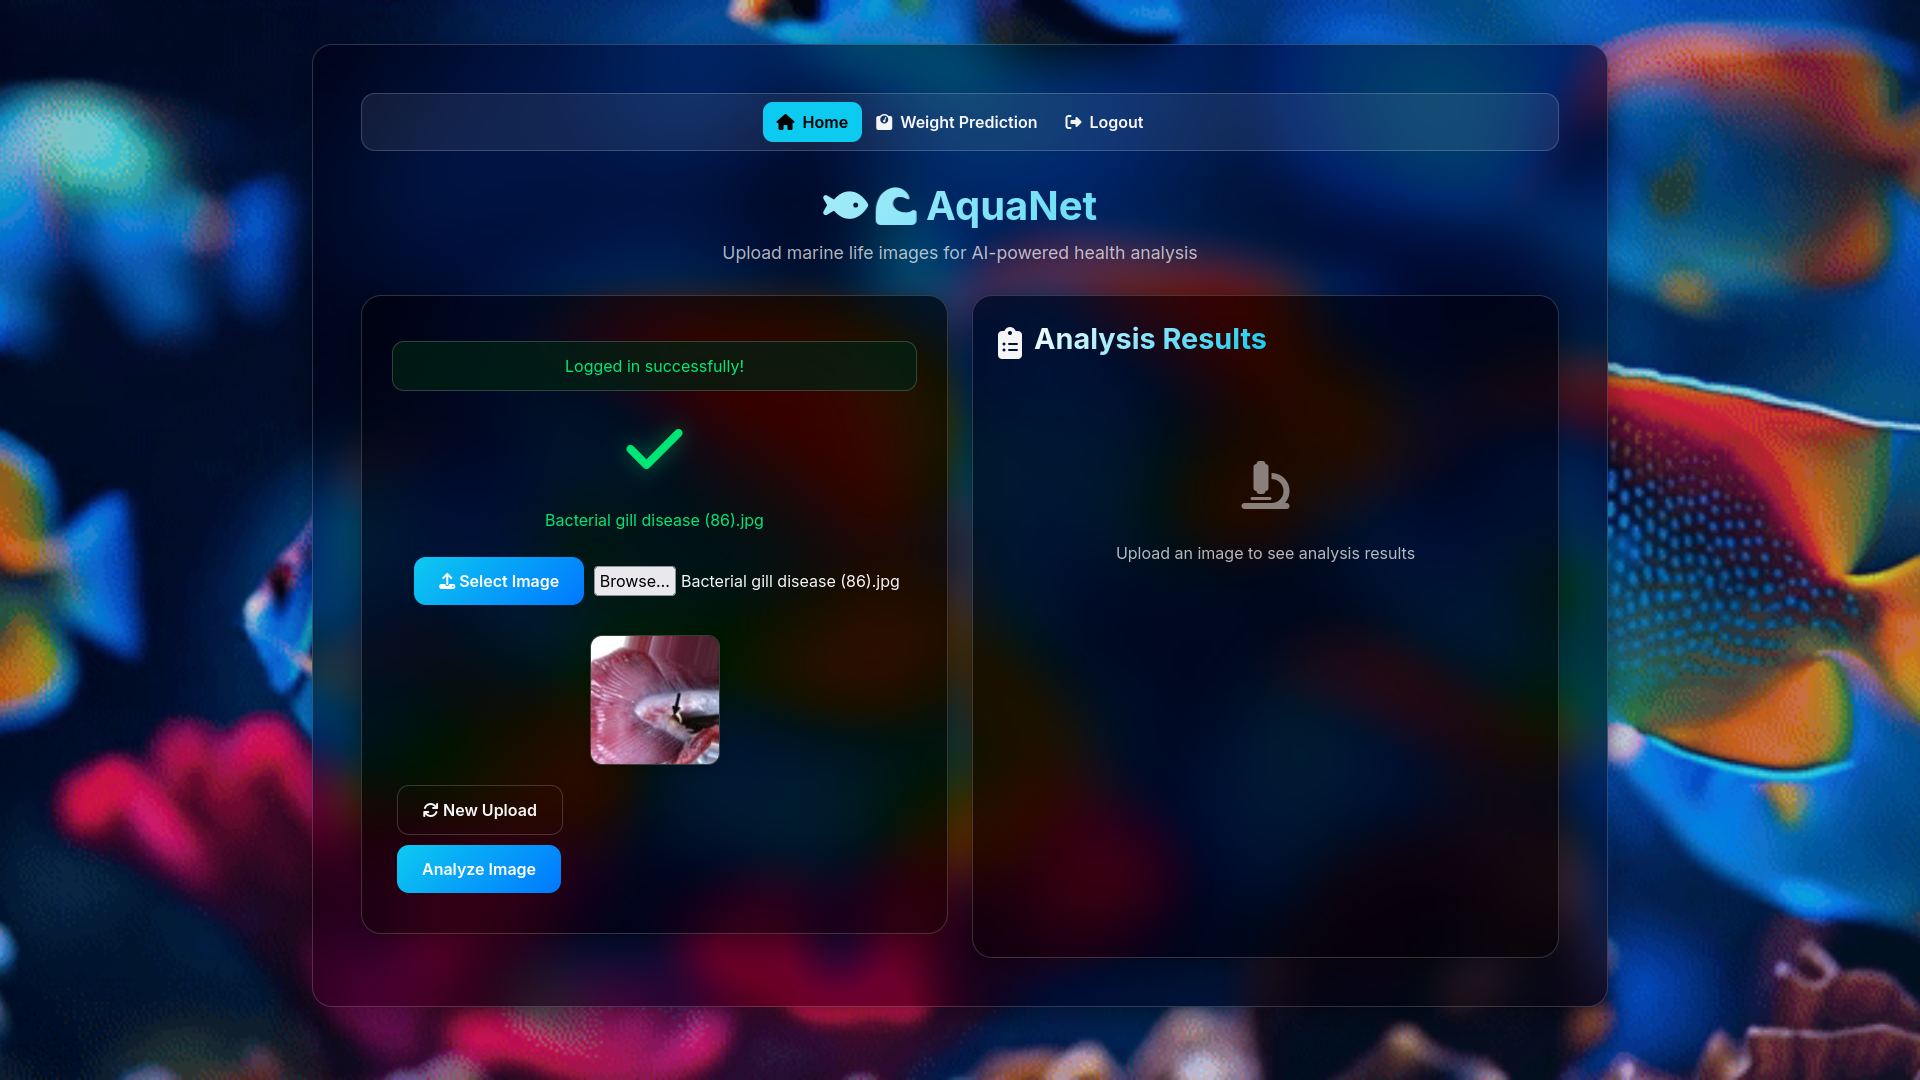 Home Weight Prediction Logout
AquaNet
Upload marine life images for AI-powered health analysis
Logged in successfully!
Bacterial gill disease (86).jpg
Select Image Browse... Bacterial gill disease (86).jpg
New Upload
Analyze Image
Analysis Results
Upload an image to see analysis results